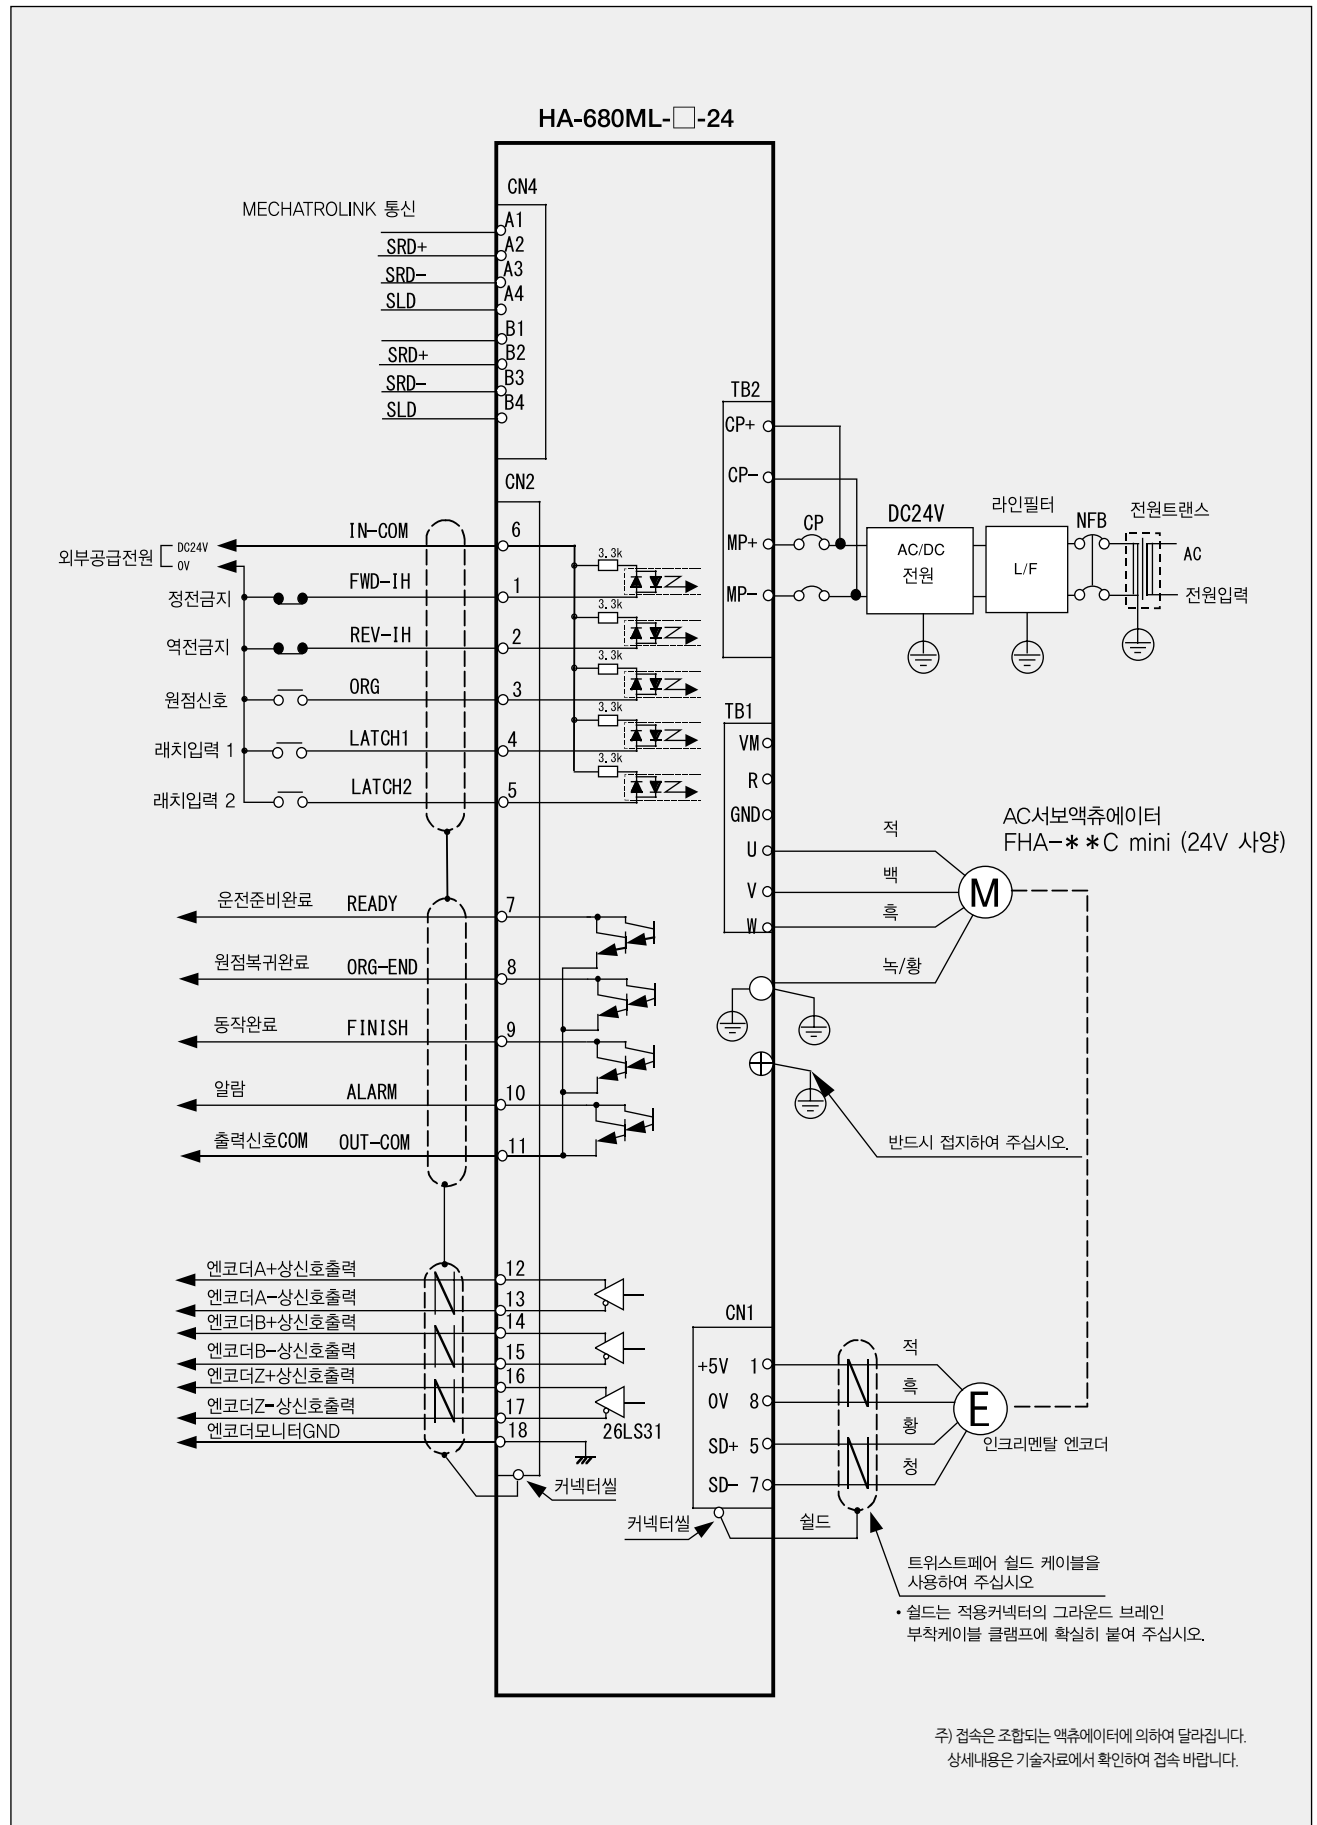 HA-680ML-□-24
CN4
MECHATROLINK 통신
A1
SRD+
A2
SRD-
A3
SLD
A4
B1
SRD+
B2
SRD-
B3
SLD
B4
CN2
외부공급전원
DC24V
0V
IN-COM
6
정전금지
FWD-IH
1
역전금지
REV-IH
2
원점신호
ORG
3
래치입력 1
LATCH1
4
래치입력 2
LATCH2
5
3.3k
3.3k
3.3k
3.3k
3.3k
운전준비완료
READY
7
원점복귀완료
ORG-END
8
동작완료
FINISH
9
알람
ALARM
10
출력신호COM
OUT-COM
11
엔코더A+상신호출력
12
엔코더A-상신호출력
13
엔코더B+상신호출력
14
엔코더B-상신호출력
15
엔코더Z+상신호출력
16
엔코더Z-상신호출력
17
엔코더모니터GND
18
26LS31
커넥터씰
TB2
CP+
CP-
MP+
MP-
CP
DC24V
AC/DC
전원
라인필터
L/F
NFB
전원트랜스
AC
전원입력
TB1
VM
R
GND
U
V
W
적
백
흑
녹/황
M
AC서보액츄에이터
FHA-**C mini (24V 사양)
반드시 접지하여 주십시오.
CN1
+5V 1
0V 8
SD+ 5
SD- 7
적
흑
황
청
E
인크리멘탈 엔코더
커넥터씰
쉴드
트위스트페어 쉴드 케이블을
사용하여 주십시오
• 쉴드는 적용커넥터의 그라운드 브레인
부착케이블 클램프에 확실히 붙여 주십시오.
주) 접속은 조합되는 액츄에이터에 의하여 달라집니다.
상세내용은 기술자료에서 확인하여 접속 바랍니다.